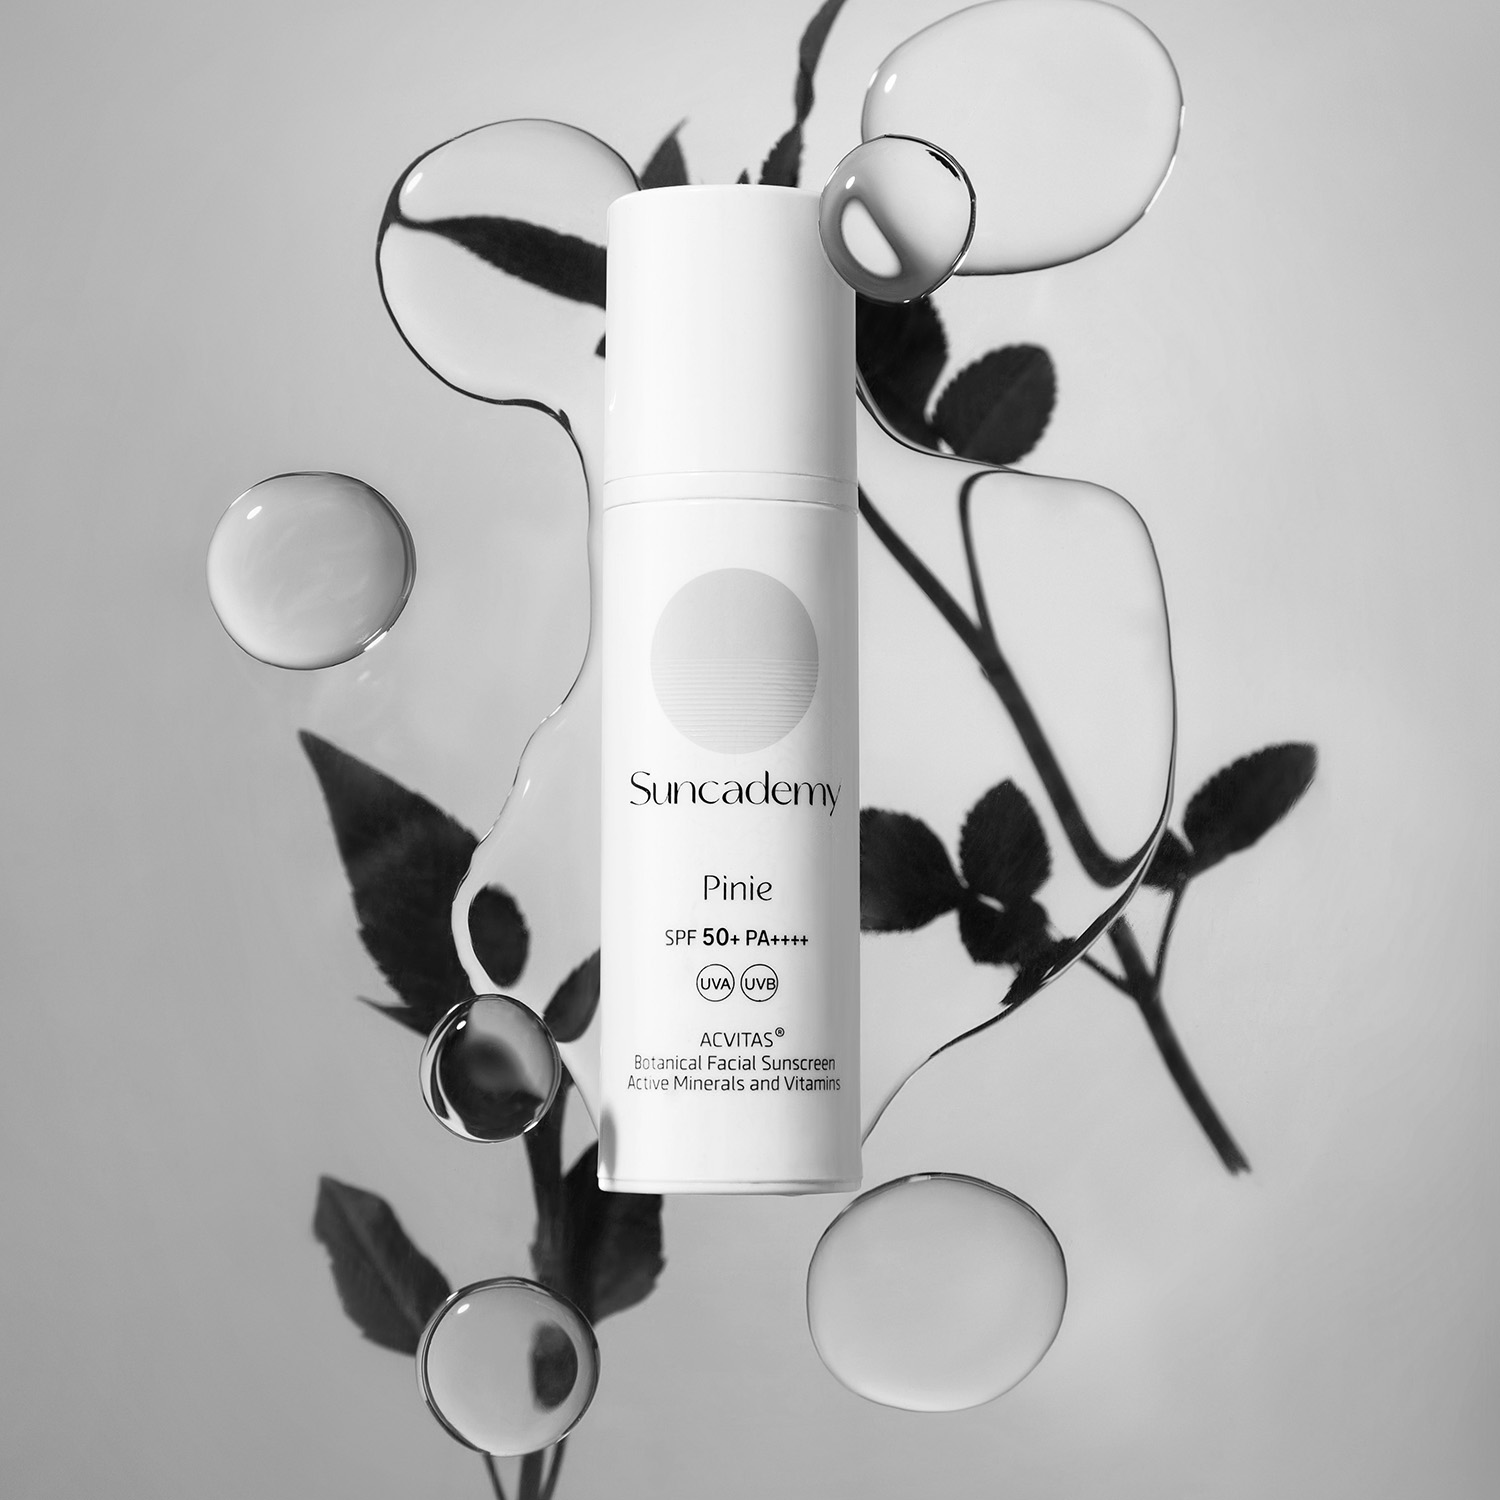 Suncademy
Pinie
SPF 50+ PA++++
UVA UVB
ACVITAS®
Botanical Facial Sunscreen
Active Minerals and Vitamins